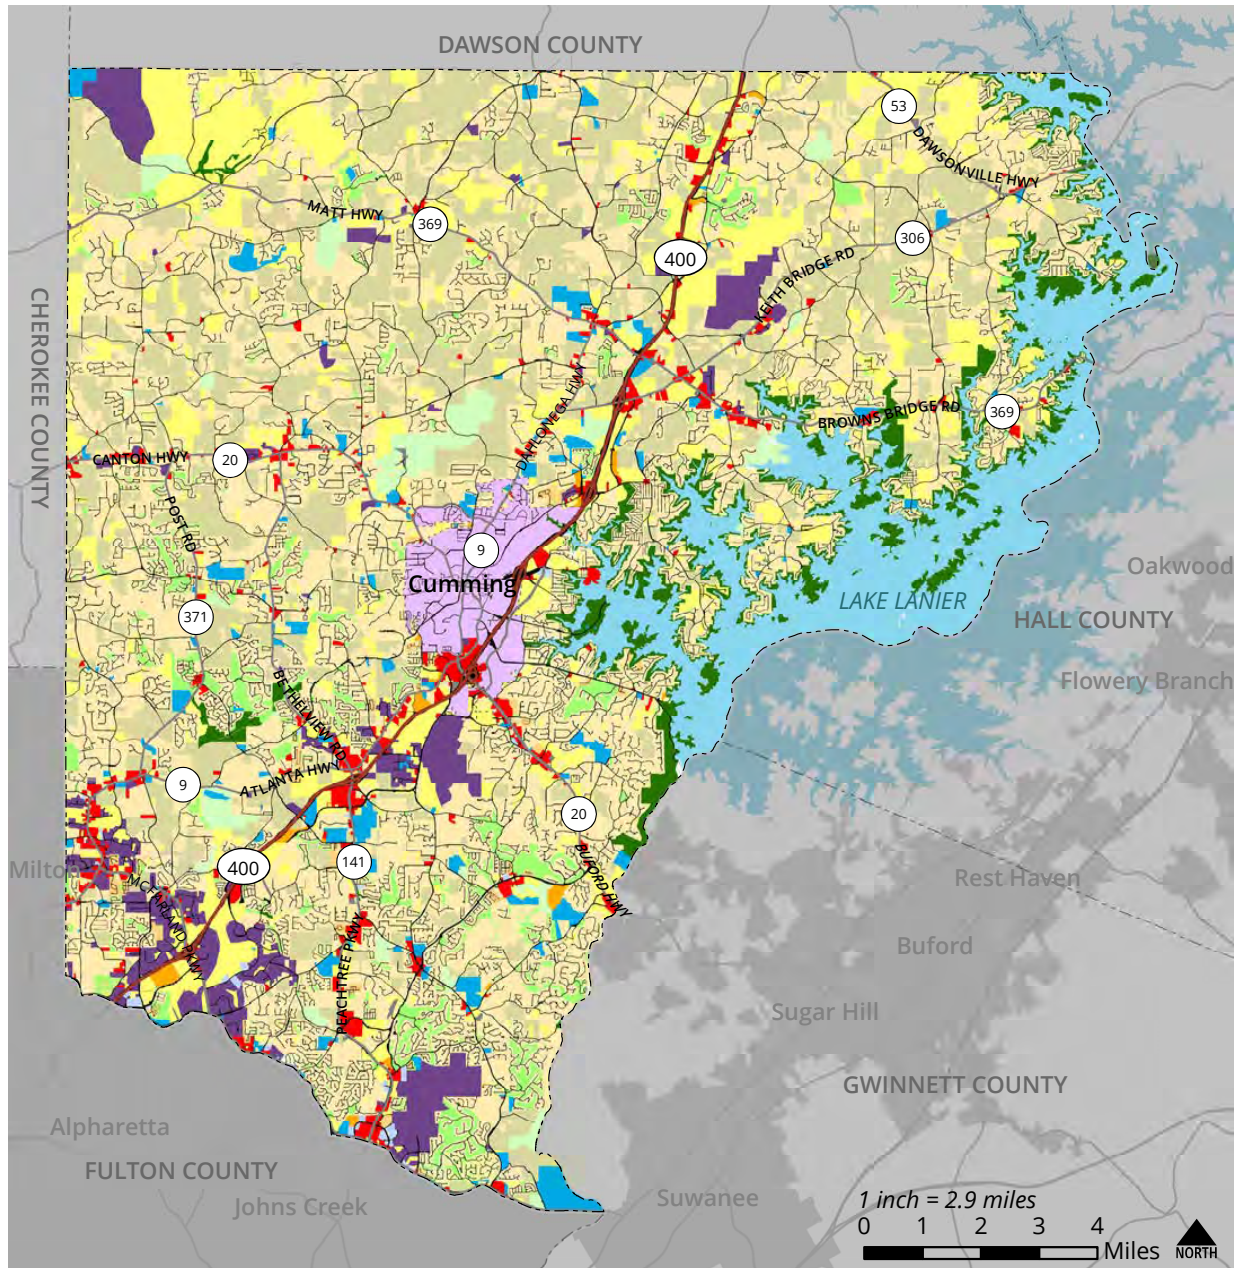 DAWSON COUNTY
53
DAWSONVILLE HWY
MATT HWY
369
306
400
KEITH BRIDGE RD
CHEROKEE COUNTY
DAHLONEGA HWY
BROWNS BRIDGE RD
369
CANTON HWY
20
POST RD
9
Cumming
Oakwood
LAKE LANIER
HALL COUNTY
371
Flowery Branch
BETHELVIEW RD
ATLANTA HWY
9
20
400
141
Milton
BUFORD HWY
MCFARLAND PKWY
Rest Haven
PEACHTREE PKWY
Buford
Sugar Hill
GWINNETT COUNTY
Alpharetta
FULTON COUNTY
Johns Creek
Suwanee
1 inch = 2.9 miles
0 1 2 3 4
Miles
NORTH